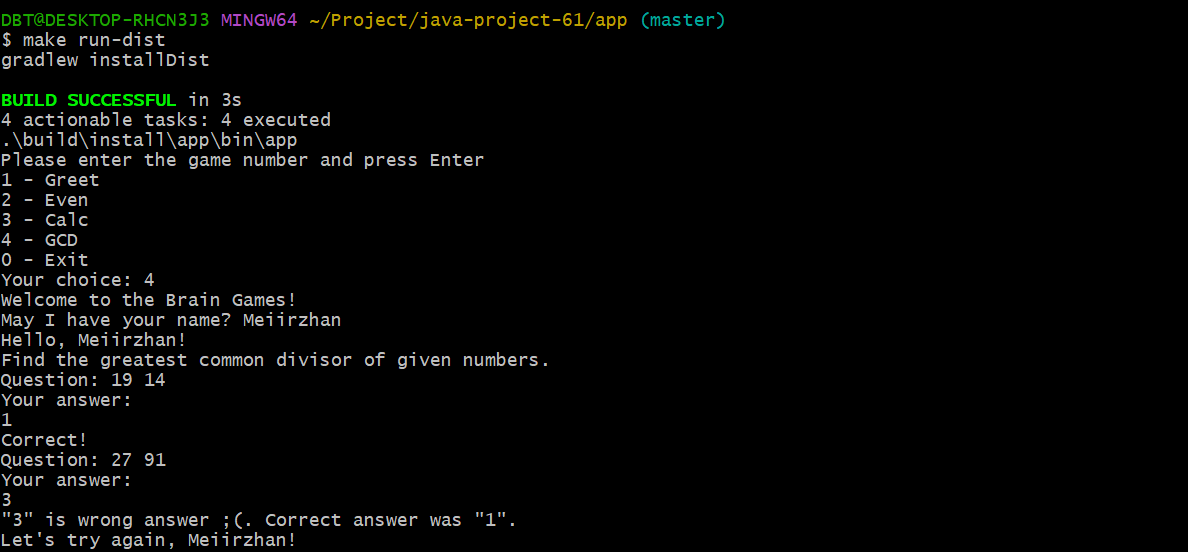 DBT@DESKTOP-RHCN3J3 MINGW64 ~/Project/java-project-61/app (master)
$ make run-dist
gradlew installDist
BUILD SUCCESSFUL in 3s
4 actionable tasks: 4 executed
.\build\install\app\bin\app
Please enter the game number and press Enter
1 - Greet
2 - Even
3 - Calc
4 - GCD
0 - Exit
Your choice: 4
Welcome to the Brain Games!
May I have your name? Meiirzhan
Hello, Meiirzhan!
Find the greatest common divisor of given numbers.
Question: 19 14
Your answer:
1
Correct!
Question: 27 91
Your answer:
3
"3" is wrong answer ;(. Correct answer was "1".
Let's try again, Meiirzhan!